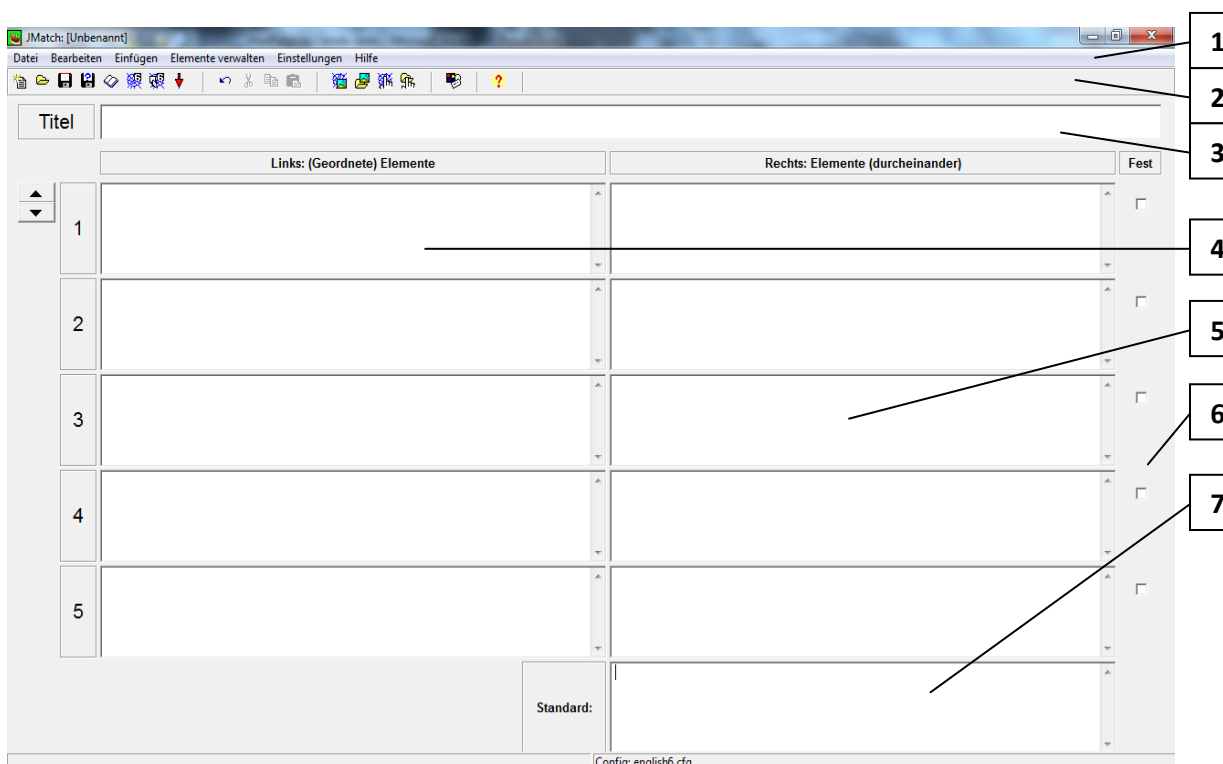 JMatch: [Unbenannt]
1
Datei Bearbeiten Einfügen Elemente verwalten Einstellungen Hilfe
?
2
Titel
3
Links: (Geordnete) Elemente Rechts: Elemente (durcheinander) Fest
1
4
2
5
3
6
4
7
5
Standard:
Config: english6.cfg